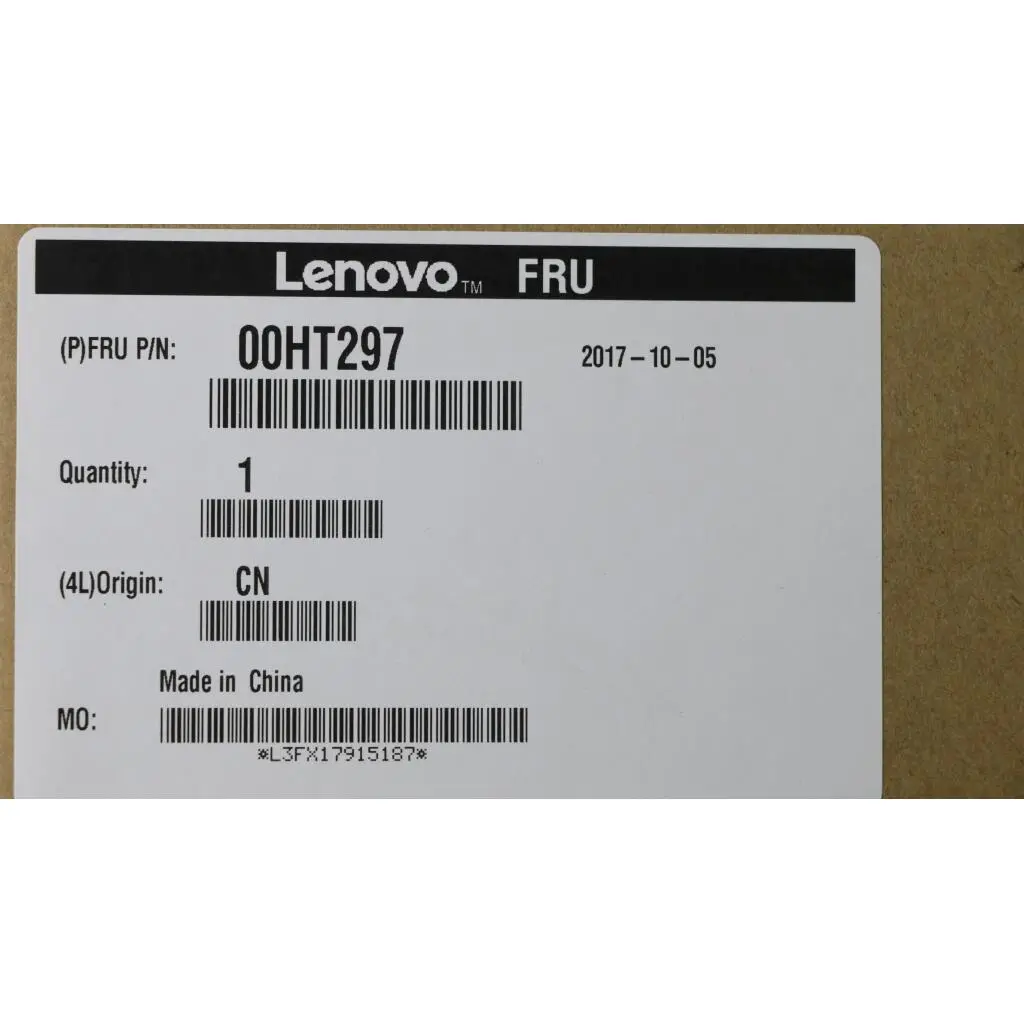 Lenovo™ FRU
(P)FRU P/N: 00HT297 2017-10-05
Quantity: 1
(4L)Origin: CN
Made in China
MO:
*L3FX17915187*